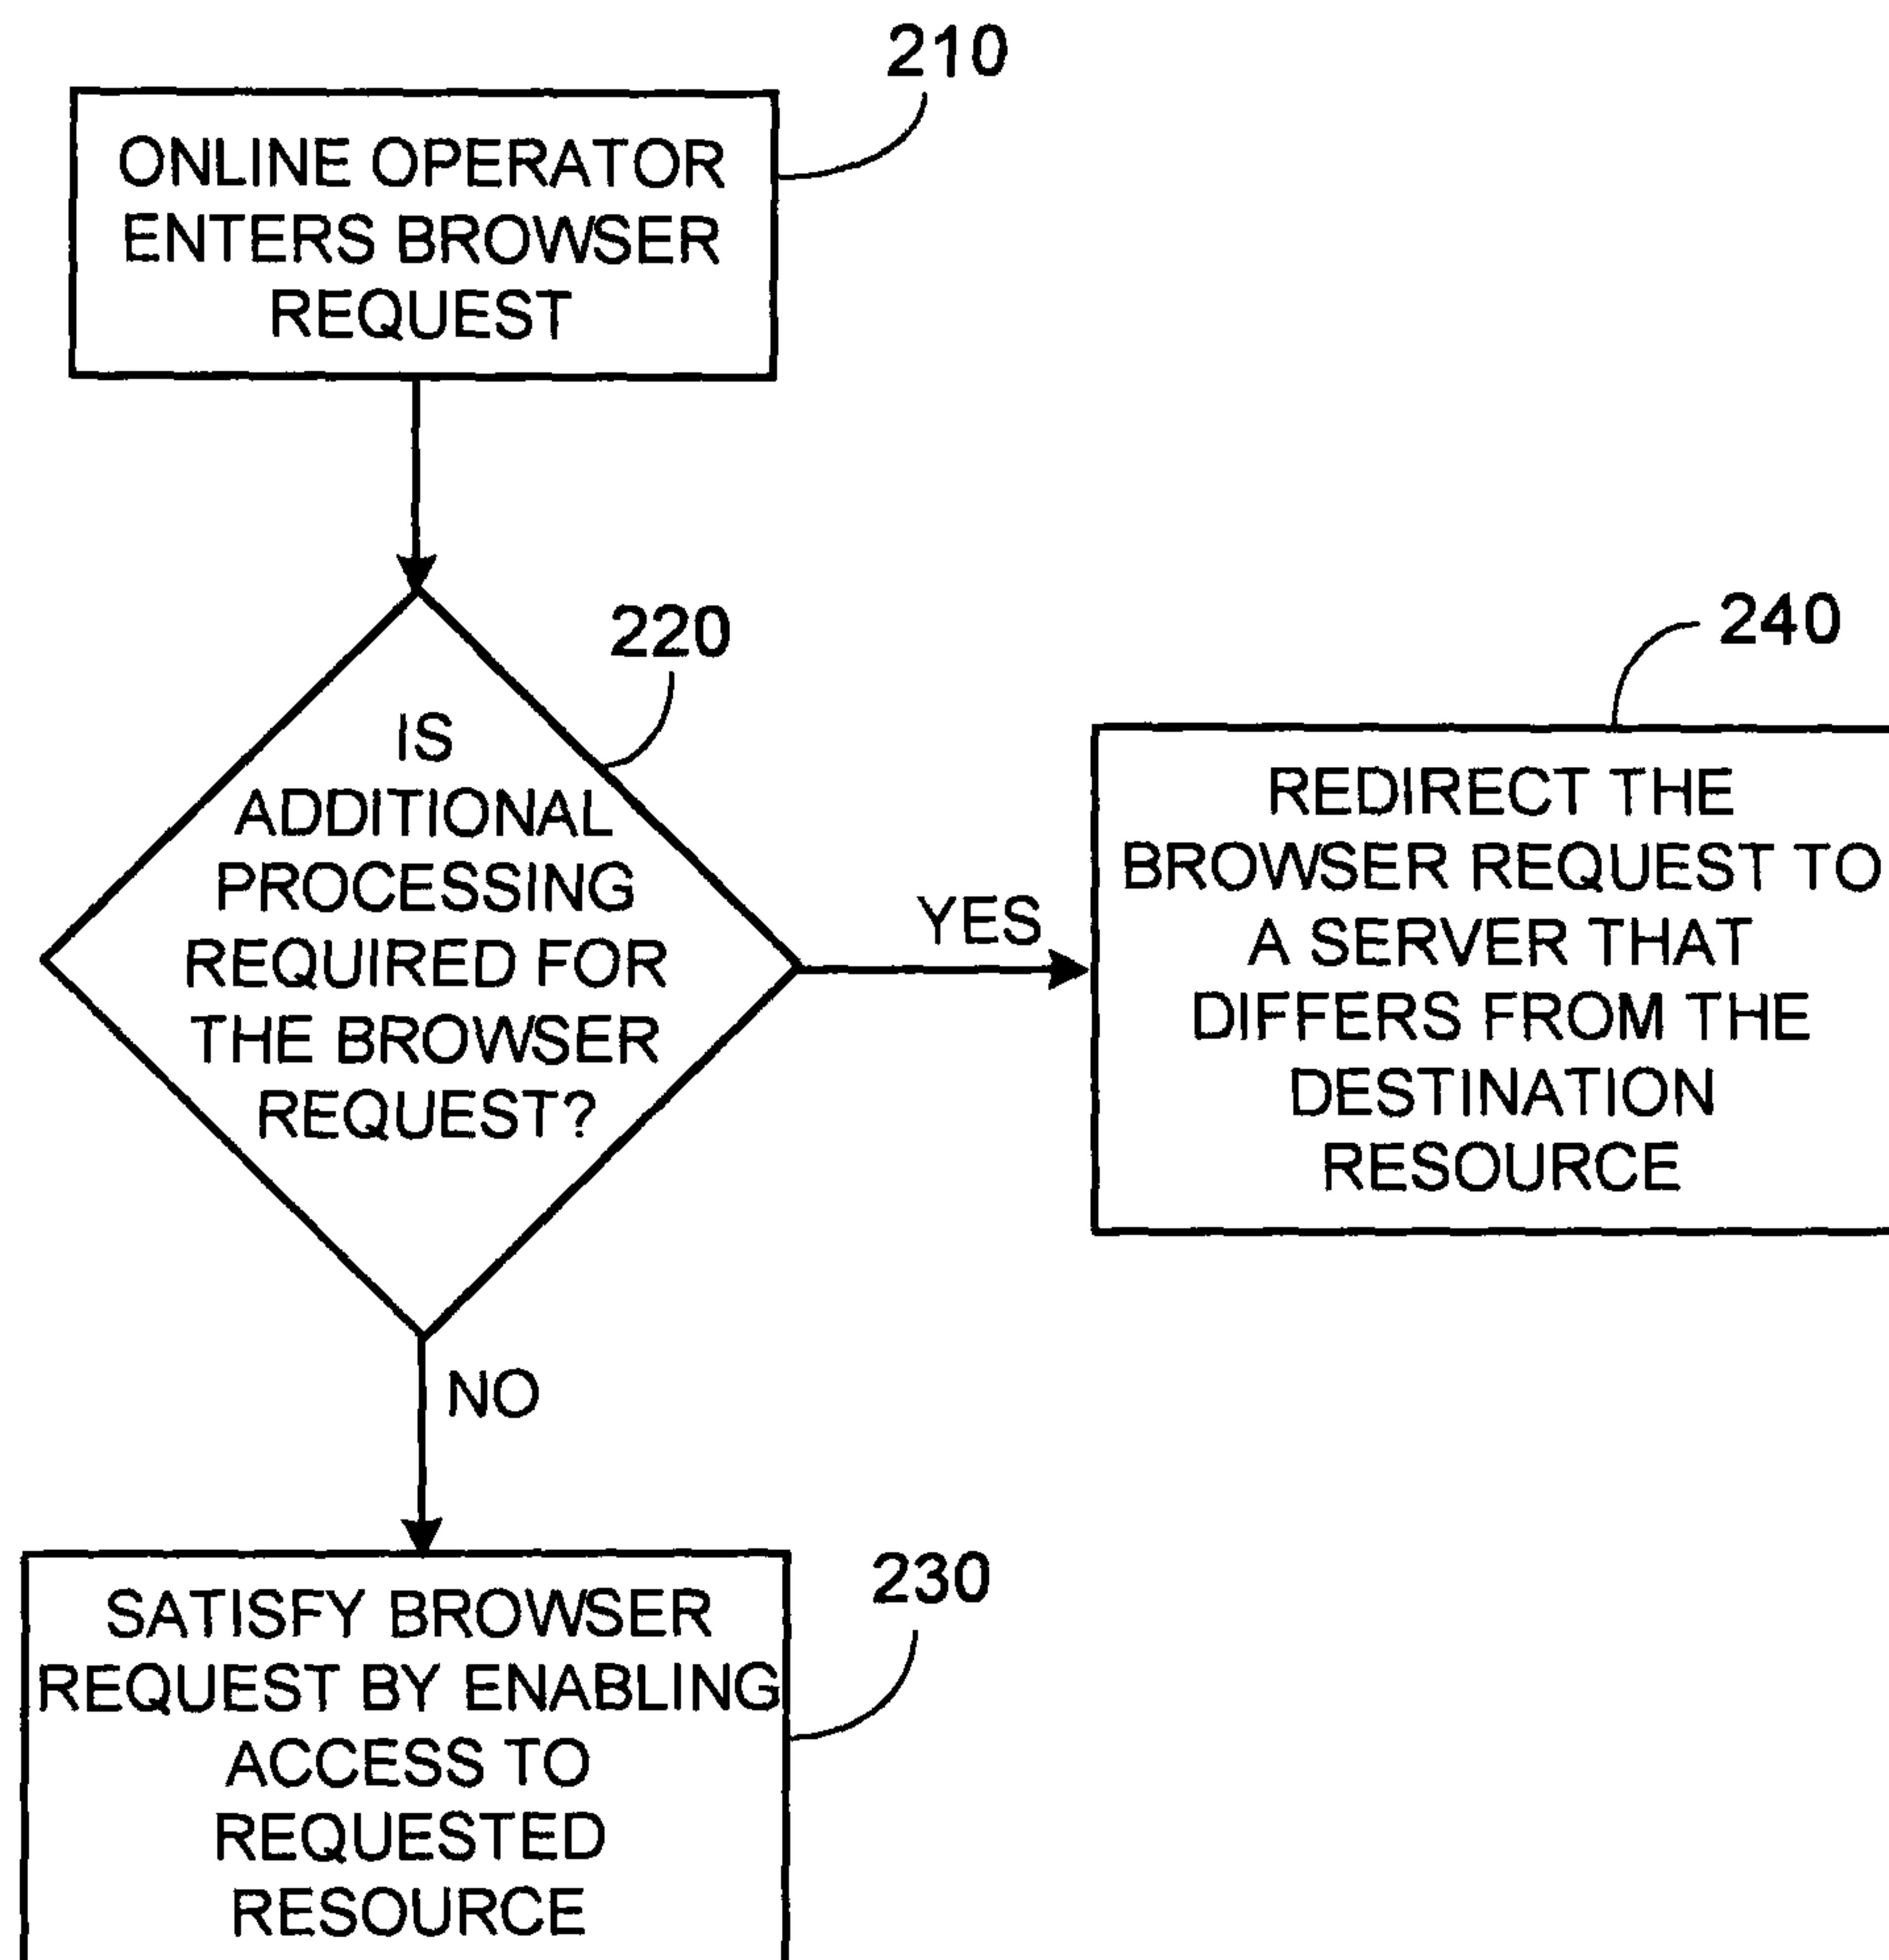 210
ONLINE OPERATOR
ENTERS BROWSER
REQUEST
220
IS
ADDITIONAL
PROCESSING
REQUIRED FOR
THE BROWSER
REQUEST?
YES
240
REDIRECT THE
BROWSER REQUEST TO
A SERVER THAT
DIFFERS FROM THE
DESTINATION
RESOURCE
NO
230
SATISFY BROWSER
REQUEST BY ENABLING
ACCESS TO
REQUESTED
RESOURCE